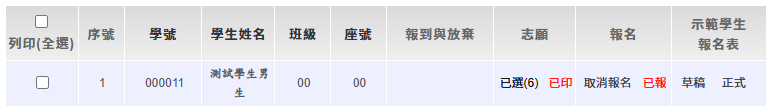 列印(全選) 序號 學號 學生姓名 班級 座號 報到與放棄 志願 報名 示範學生
報名表
1 000011 測試學生男
生 00 00 已選(6) 已印 取消報名 已報 草稿 正式